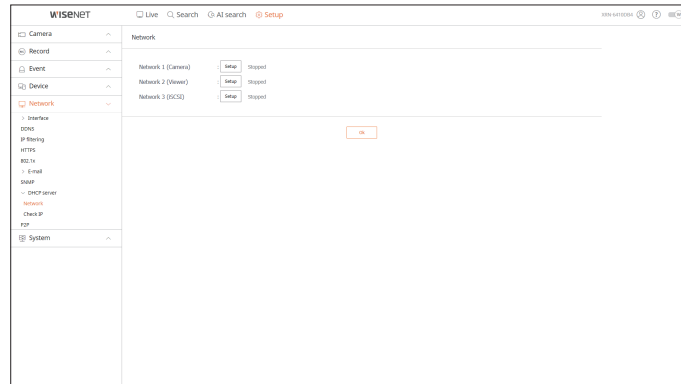 WISENET
Live Search AI search Setup
Camera
Record
Event
Device
Network
Interface
DDNS
IP filtering
HTTPS
802.1x
E-mail
SNMP
DHCP server
Network
Check IP
P2P
System
Network
Network 1 (Camera) : Setup Stopped
Network 2 (Viewer) : Setup Stopped
Network 3 (iSCSI) : Setup Stopped
Ok